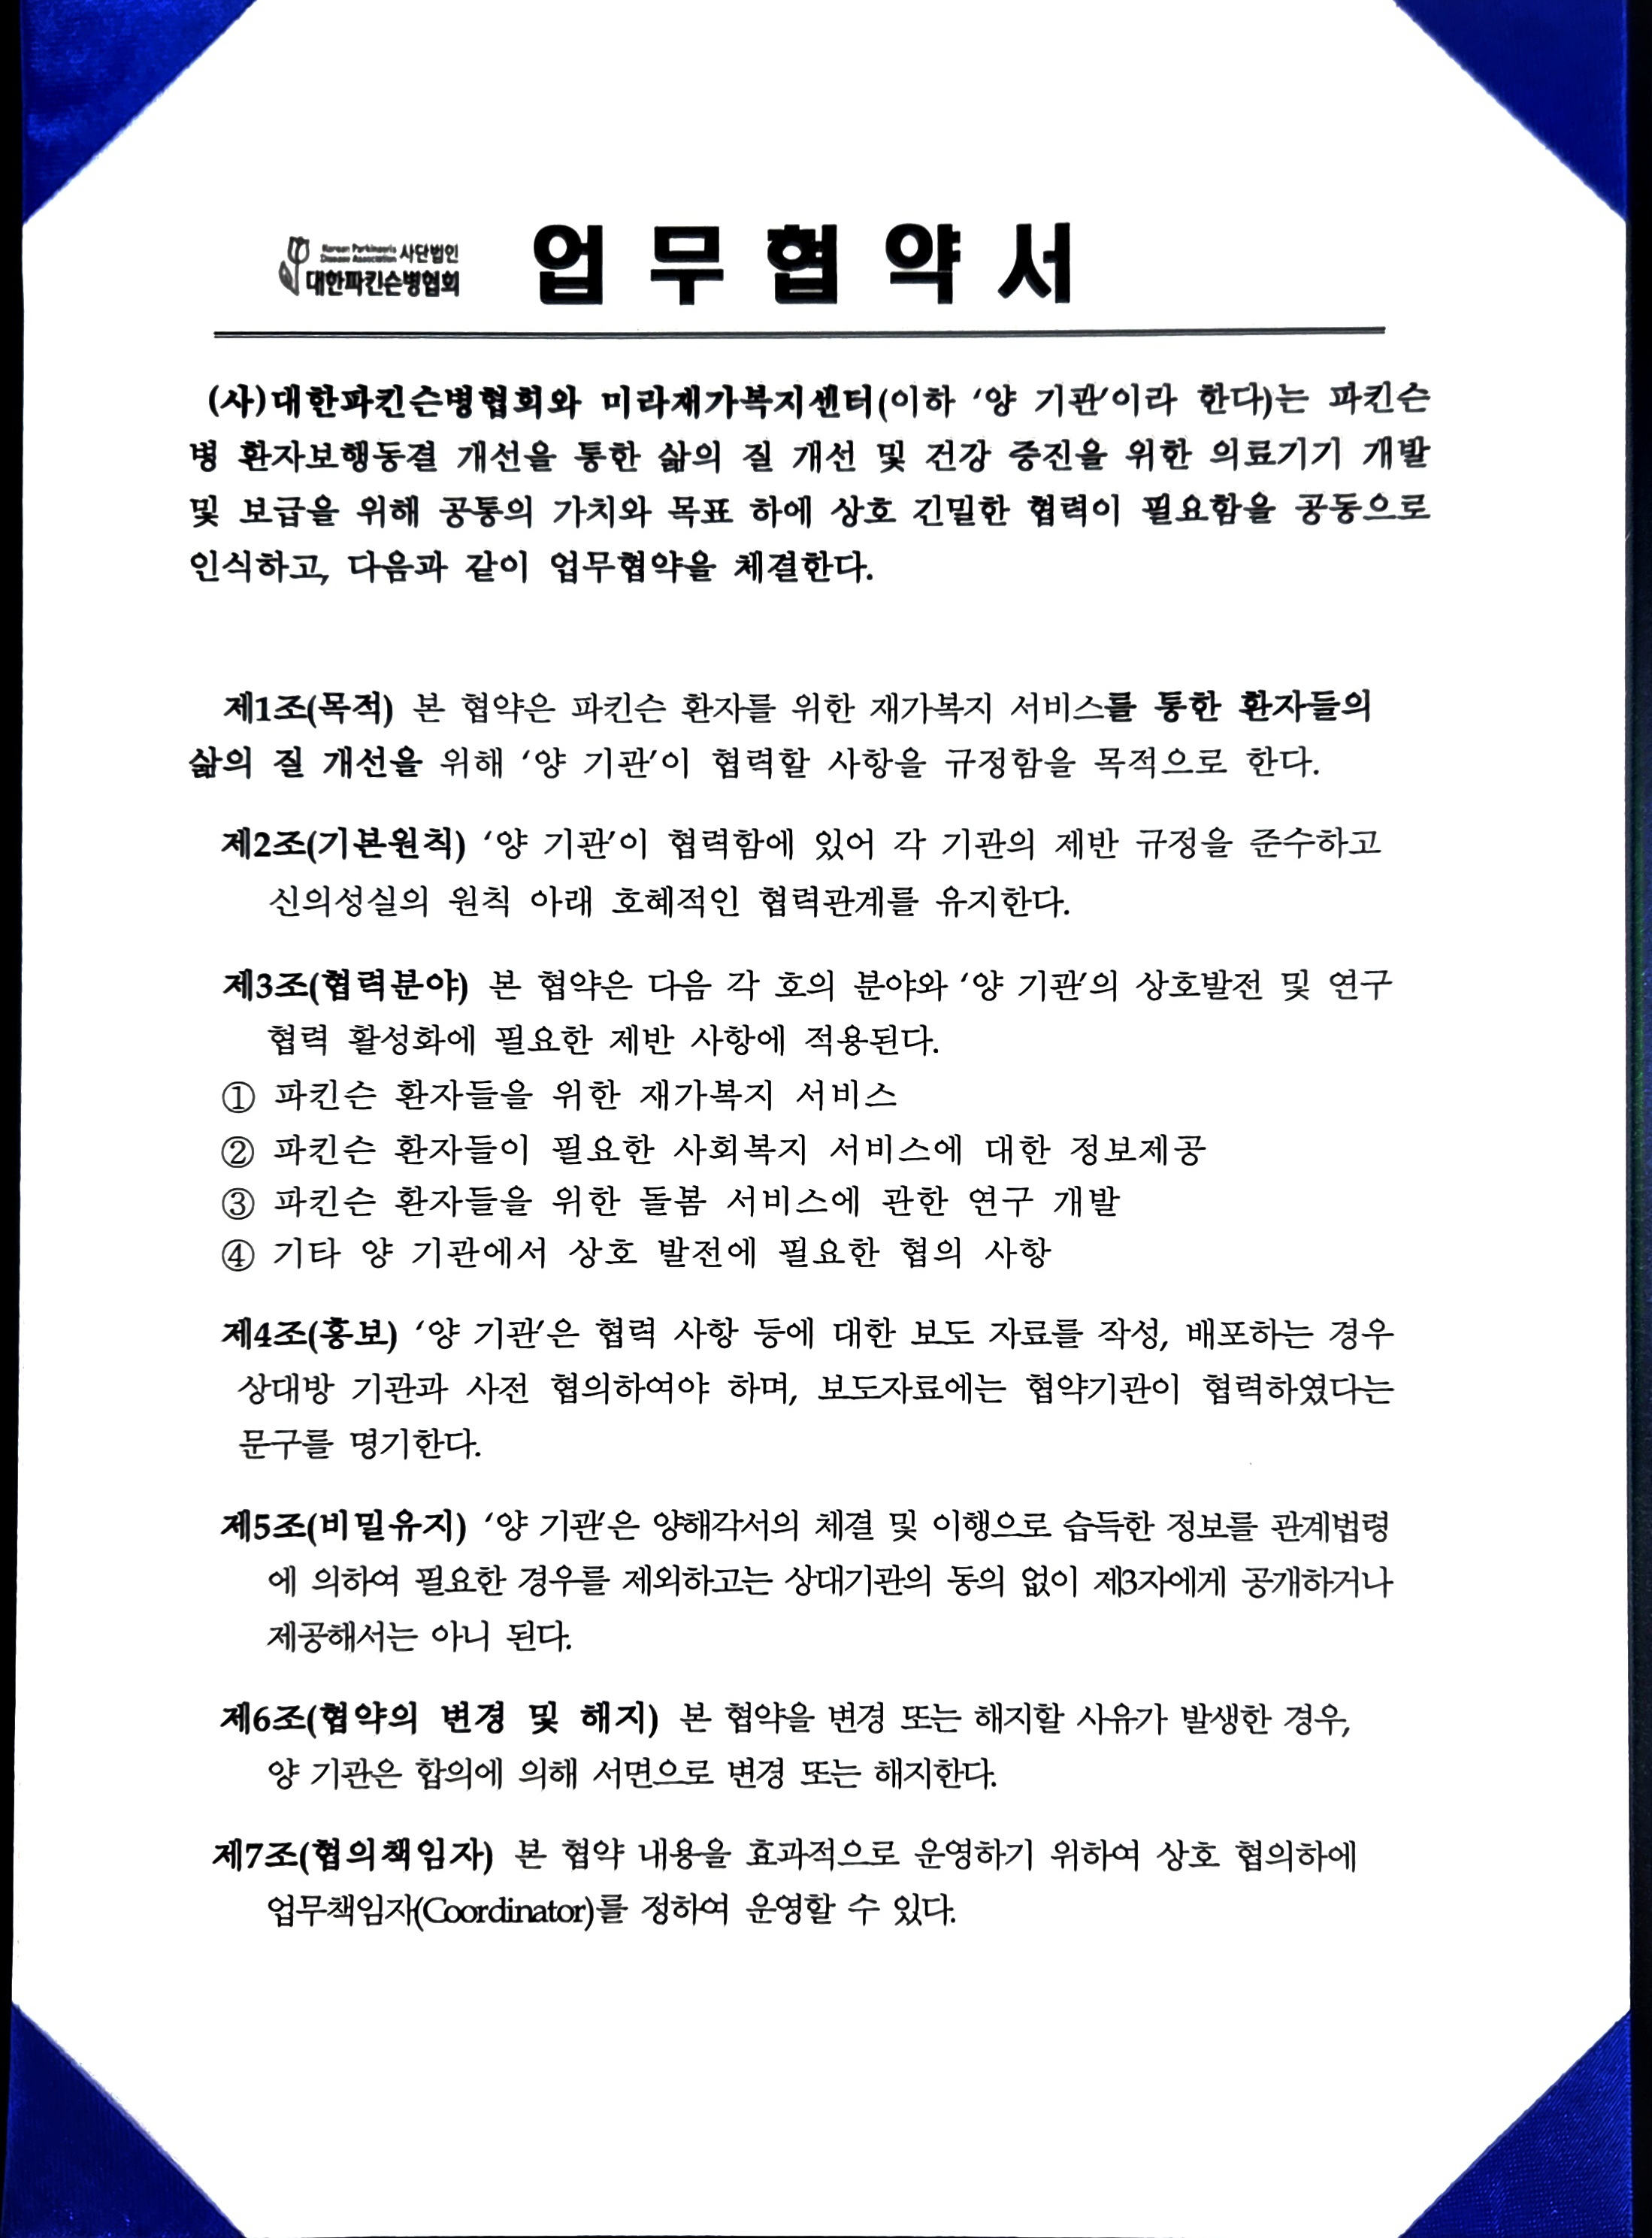 Korean Parkinson's 사단법인
Disease Association
대한파킨슨병협회
업무협약서
(사)대한파킨슨병협회와 미라재가복지센터(이하 ‘양 기관’이라 한다)는 파킨슨
병 환자보행동결 개선을 통한 삶의 질 개선 및 건강 증진을 위한 의료기기 개발
및 보급을 위해 공통의 가치와 목표 하에 상호 긴밀한 협력이 필요함을 공동으로
인식하고, 다음과 같이 업무협약을 체결한다.
제1조(목적) 본 협약은 파킨슨 환자를 위한 재가복지 서비스를 통한 환자들의
삶의 질 개선을 위해 ‘양 기관’이 협력할 사항을 규정함을 목적으로 한다.
제2조(기본원칙) ‘양 기관’이 협력함에 있어 각 기관의 제반 규정을 준수하고
신의성실의 원칙 아래 호혜적인 협력관계를 유지한다.
제3조(협력분야) 본 협약은 다음 각 호의 분야와 ‘양 기관’의 상호발전 및 연구
협력 활성화에 필요한 제반 사항에 적용된다.
① 파킨슨 환자들을 위한 재가복지 서비스
② 파킨슨 환자들이 필요한 사회복지 서비스에 대한 정보제공
③ 파킨슨 환자들을 위한 돌봄 서비스에 관한 연구 개발
④ 기타 양 기관에서 상호 발전에 필요한 협의 사항
제4조(홍보) ‘양 기관’은 협력 사항 등에 대한 보도 자료를 작성, 배포하는 경우
상대방 기관과 사전 협의하여야 하며, 보도자료에는 협약기관이 협력하였다는
문구를 명기한다.
제5조(비밀유지) ‘양 기관’은 양해각서의 체결 및 이행으로 습득한 정보를 관계법령
에 의하여 필요한 경우를 제외하고는 상대기관의 동의 없이 제3자에게 공개하거나
제공해서는 아니 된다.
제6조(협약의 변경 및 해지) 본 협약을 변경 또는 해지할 사유가 발생한 경우,
양 기관은 합의에 의해 서면으로 변경 또는 해지한다.
제7조(협의책임자) 본 협약 내용을 효과적으로 운영하기 위하여 상호 협의하에
업무책임자(Coordinator)를 정하여 운영할 수 있다.